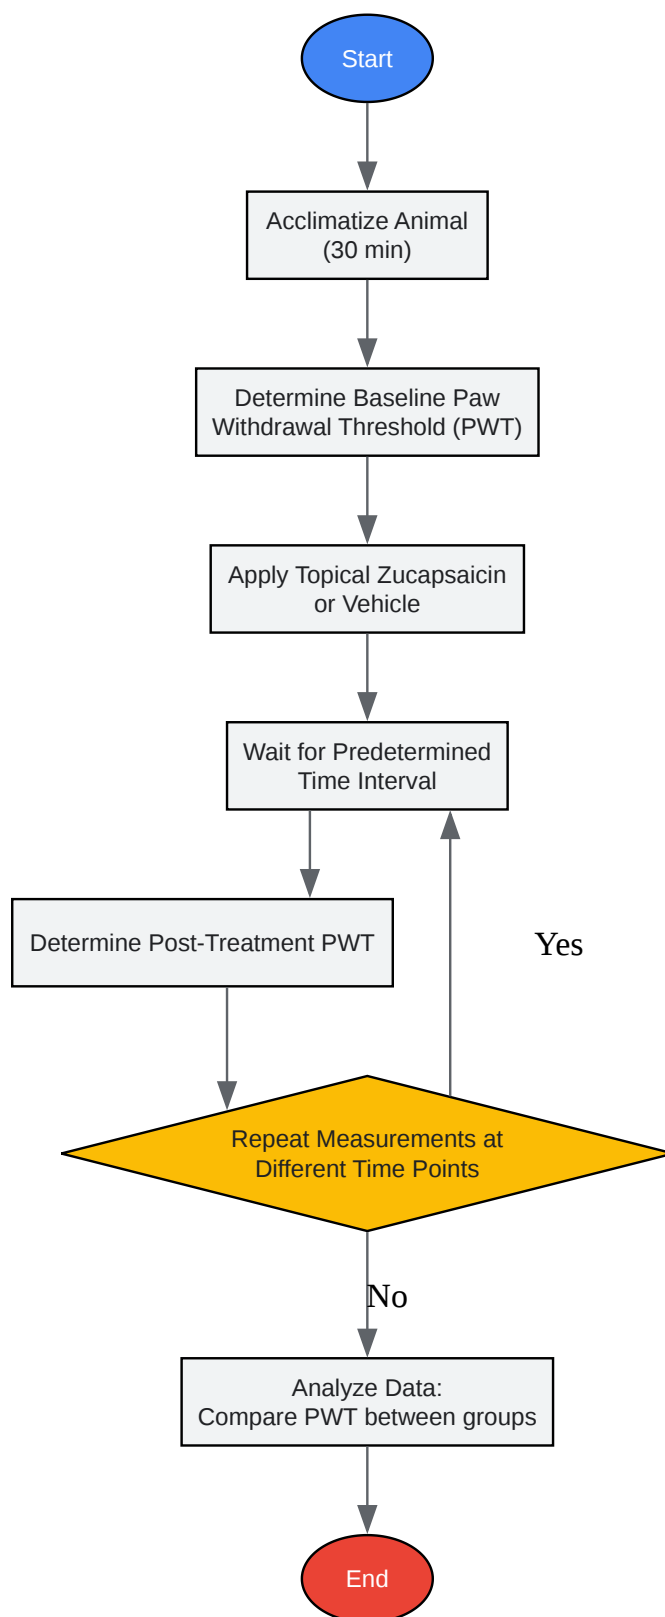 Start
Acclimatize Animal
(30 min)
Determine Baseline Paw
Withdrawal Threshold (PWT)
Apply Topical Zucapsaicin
or Vehicle
Wait for Predetermined
Time Interval
Determine Post-Treatment PWT
Yes
Repeat Measurements at
Different Time Points
No
Analyze Data:
Compare PWT between groups
End